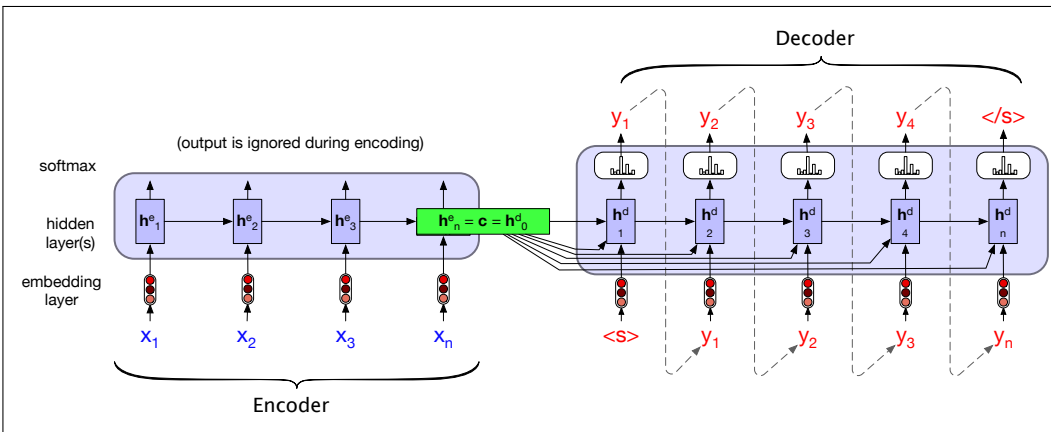 Decoder
y1 y2 y3 y4 </s>
(output is ignored during encoding)
softmax
he1 he2 he3 hen = c = hd0 hd1 hd2 hd3 hd4 hdn
hidden
layer(s)
embedding
layer
x1 x2 x3 xn <s> y1 y2 y3 yn
Encoder